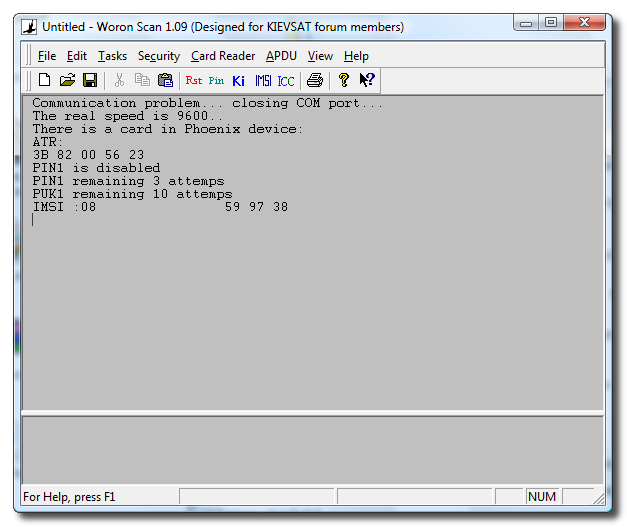 Untitled - Woron Scan 1.09 (Designed for KIEVSAT forum members)
File Edit Tasks Security Card Reader APDU View Help
Rst Pin Ki IMSI ICC
Communication problem... closing COM port...
The real speed is 9600..
There is a card in Phoenix device:
ATR:
3B 82 00 56 23
PIN1 is disabled
PIN1 remaining 3 attemps
PUK1 remaining 10 attemps
IMSI :08 59 97 38
For Help, press F1 NUM